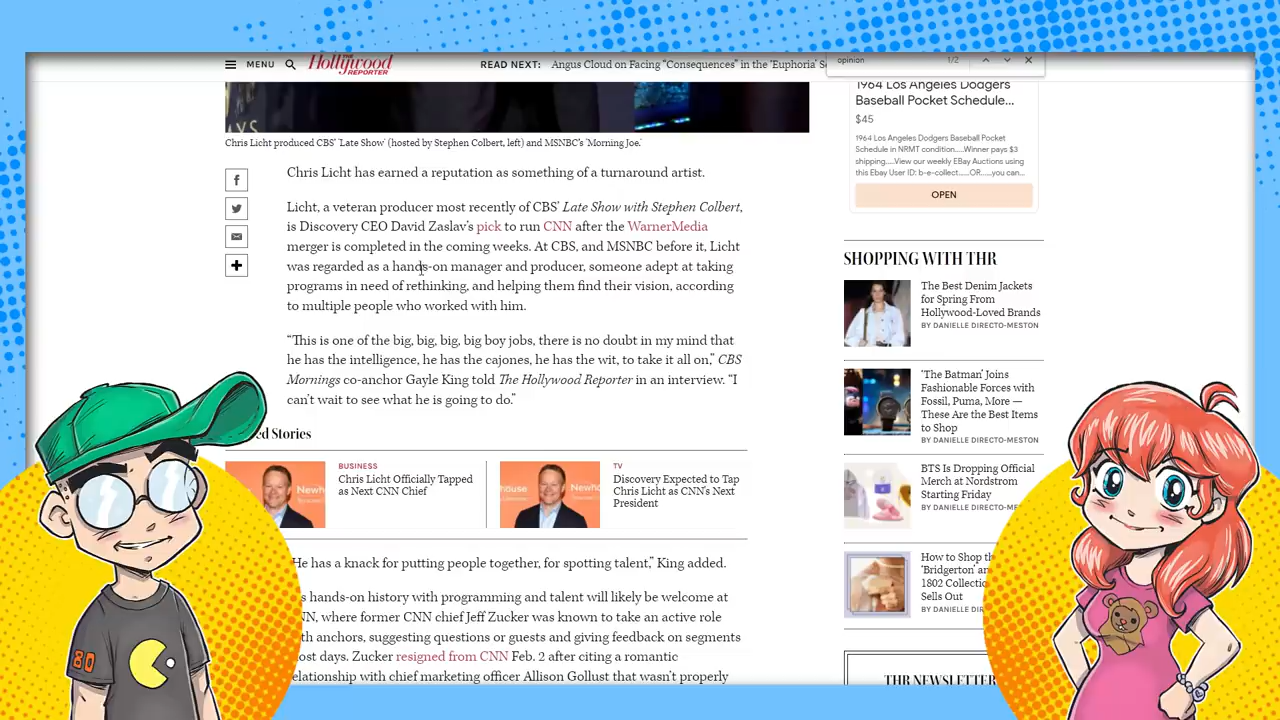 MENU
Hollywood
REPORTER
READ NEXT: Angus Cloud on Facing “Consequences” in the ‘Euphoria’
opinion 1/2
Chris Licht produced CBS' 'Late Show' (hosted by Stephen Colbert, left) and MSNBC's 'Morning Joe.'
Chris Licht has earned a reputation as something of a turnaround artist.
Licht, a veteran producer most recently of CBS’ Late Show with Stephen Colbert,
is Discovery CEO David Zaslav’s pick to run CNN after the WarnerMedia
merger is completed in the coming weeks. At CBS, and MSNBC before it, Licht
was regarded as a hands-on manager and producer, someone adept at taking
programs in need of rethinking, and helping them find their vision, according
to multiple people who worked with him.
“This is one of the big, big, big, big boy jobs, there is no doubt in my mind that
he has the intelligence, he has the cajones, he has the wit, to take it all on,” CBS
Mornings co-anchor Gayle King told The Hollywood Reporter in an interview. “I
can’t wait to see what he is going to do.”
ed Stories
BUSINESS
Chris Licht Officially Tapped
as Next CNN Chief
TV
Discovery Expected to Tap
Chris Licht as CNN's Next
President
He has a knack for putting people together, for spotting talent,” King added.
s hands-on history with programming and talent will likely be welcome at
NN, where former CNN chief Jeff Zucker was known to take an active role
th anchors, suggesting questions or guests and giving feedback on segments
ost days. Zucker resigned from CNN Feb. 2 after citing a romantic
elationship with chief marketing officer Allison Gollust that wasn’t properly
1964 Los Angeles Dodgers
Baseball Pocket Schedule...
$45
1964 Los Angeles Dodgers Baseball Pocket
Schedule in NRMT condition.....Winner pays $3
shipping.....View our weekly EBay Auctions using
this Ebay User ID: b-e-collect......OR......you can...
OPEN
SHOPPING WITH THR
The Best Denim Jackets
for Spring From
Hollywood-Loved Brands
BY DANIELLE DIRECTO-MESTON
‘The Batman’ Joins
Fashionable Forces with
Fossil, Puma, More —
These Are the Best Items
to Shop
BY DANIELLE DIRECTO-MESTON
BTS Is Dropping Official
Merch at Nordstrom
Starting Friday
BY DANIELLE DIRECTO-ME
How to Shop th
‘Bridgerton’ an
1802 Collectio
Sells Out
BY DANIELLE DI
THR NEWSLETTER
80